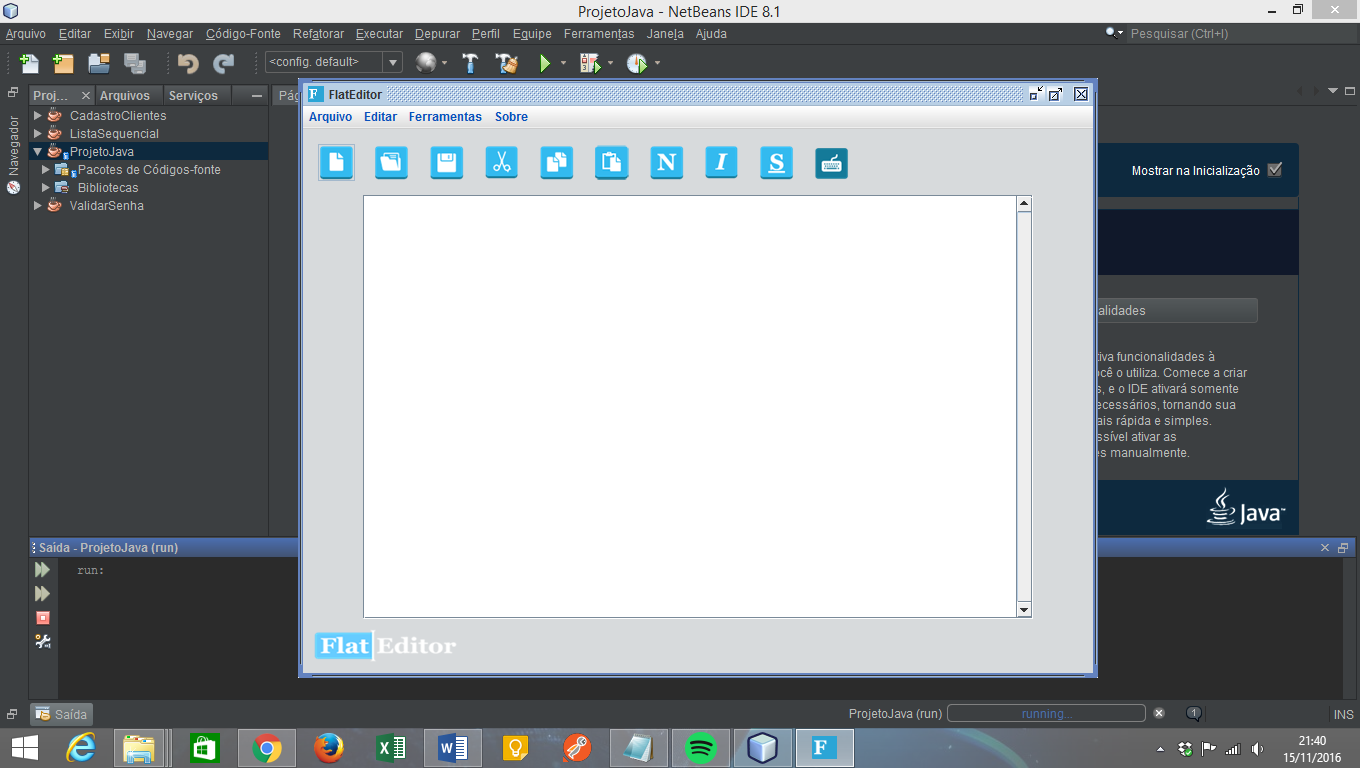 ProjetoJava - NetBeans IDE 8.1
Arquivo Editar Exibir Navegar Código-Fonte Refatorar Executar Depurar Perfil Equipe Ferramentas Janela Ajuda
Pesquisar (Ctrl+I)
<config. default>
Proj... Arquivos Serviços
Navegador
CadastroClientes
ListaSequencial
ProjetoJava
Pacotes de Códigos-fonte
Bibliotecas
ValidarSenha
Pág
F FlatEditor
Arquivo Editar Ferramentas Sobre
N I S
Flat Editor
Mostrar na Inicialização
alidades
tiva funcionalidades à
ocê o utiliza. Comece a criar
s, e o IDE ativará somente
ecessários, tornando sua
ais rápida e simples.
ssível ativar as
es manualmente.
Java
Saída - ProjetoJava (run)
run:
Saída
ProjetoJava (run) running... 1 INS
F
21:40
15/11/2016